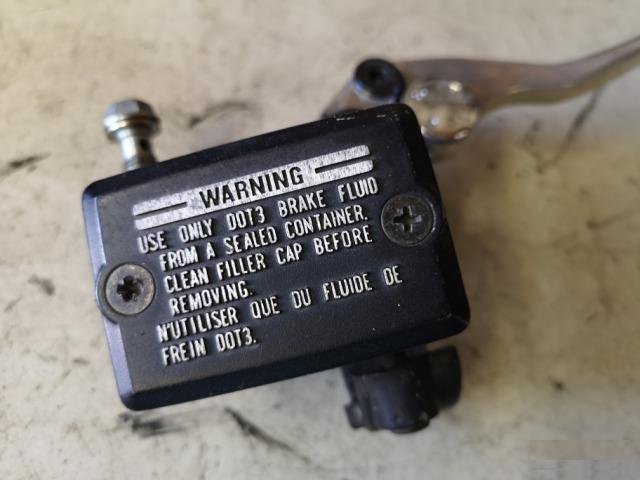 WARNING
USE ONLY DOT3 BRAKE FLUID
FROM A SEALED CONTAINER.
CLEAN FILLER CAP BEFORE
REMOVING.
N'UTILISER QUE DU FLUIDE DE
FREIN DOT3.